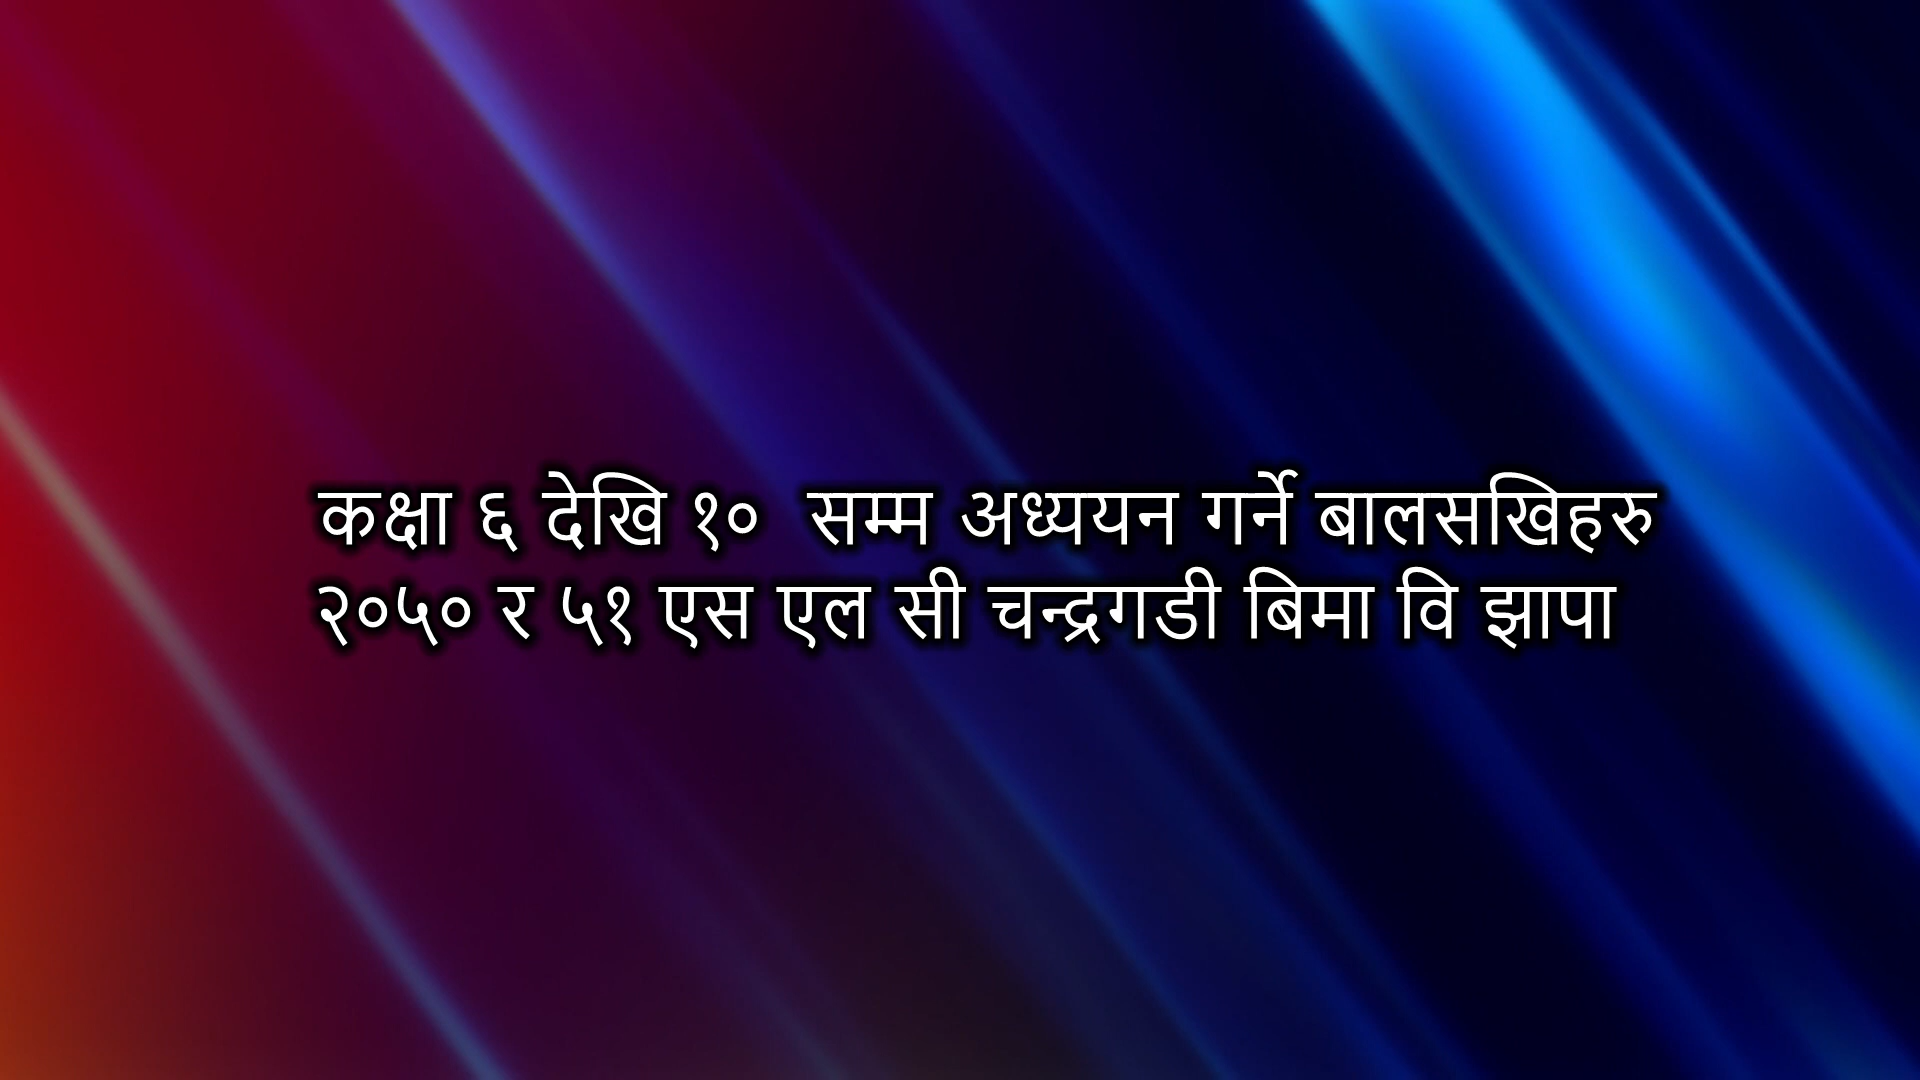 कक्षा ६ देखि १० सम्म अध्ययन गर्ने बालसखिहरु
२०५० र ५१ एस एल सी चन्द्रगडी बिमा वि झापा